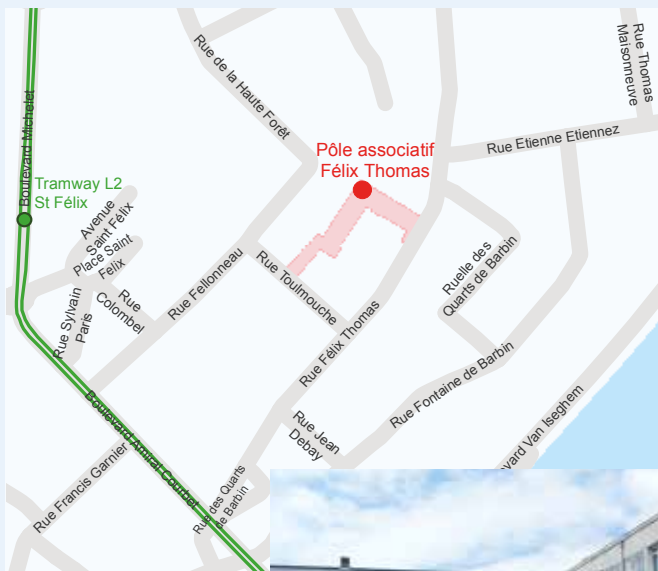 Boulevard Michelet
Rue de la Haute Forêt
Rue Thomas
Maisonneuve
Rue Etienne Etiennez
Pôle associatif
Félix Thomas
Tramway L2
St Félix
Avenue
Saint Félix
Place Saint
Felix
Rue
Colombel
Rue Sylvain
Paris
Rue Fellonneau
Rue Toulmouche
Rue Félix Thomas
Ruelle des
Quarts de Barbin
Rue Fontaine de Barbin
Rue Jean
Debay
Boulevard Amiral Courbet
Rue Francis Garnier
Rue des Quarts
de Barbin
Van Iseghem